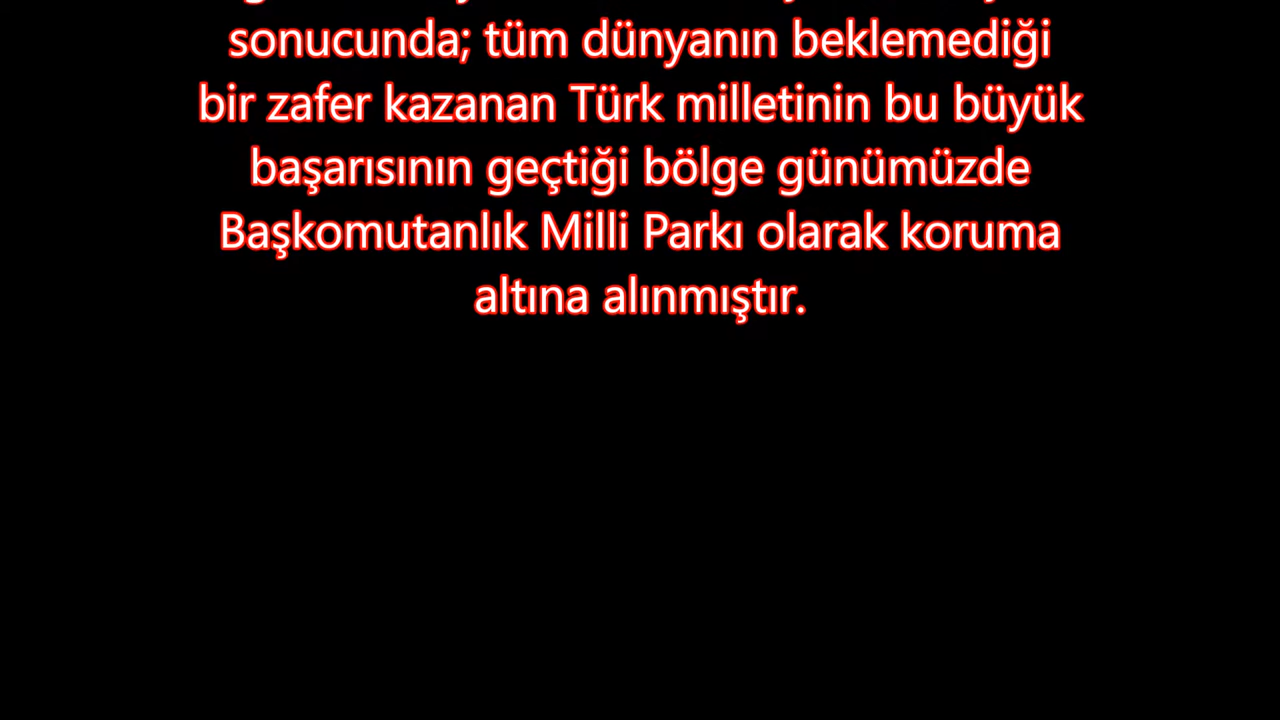 sonucunda; tüm dünyanın beklemediği
bir zafer kazanan Türk milletinin bu büyük
başarısının geçtiği bölge günümüzde
Başkomutanlık Milli Parkı olarak koruma
altına alınmıştır.